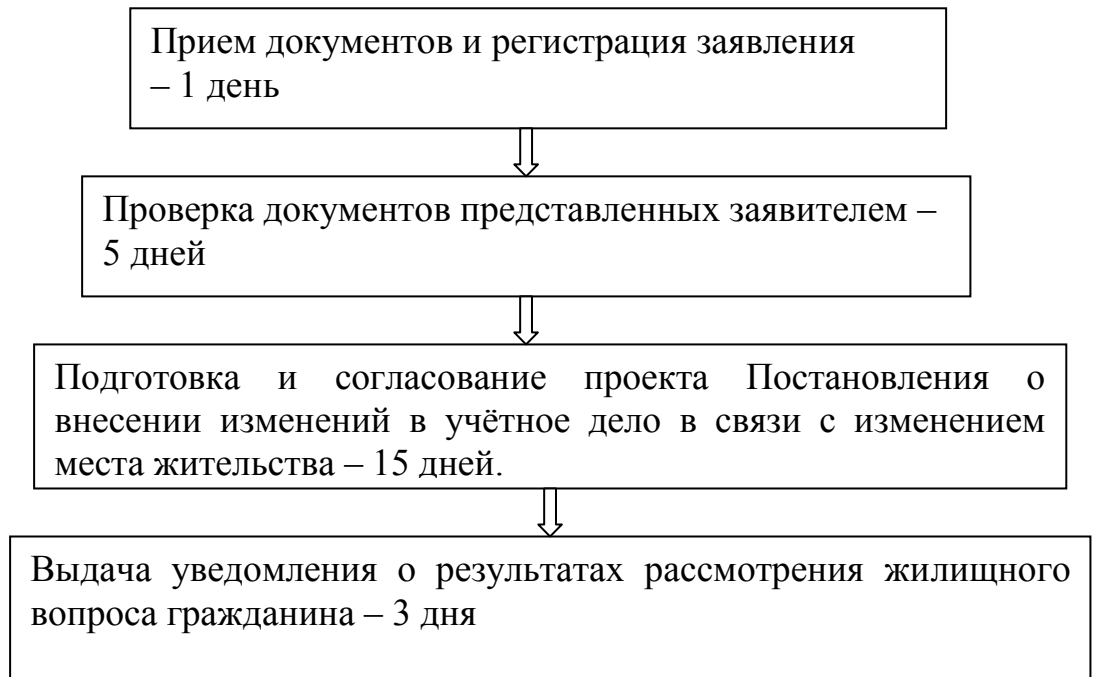 Прием документов и регистрация заявления
– 1 день
Проверка документов представленных заявителем –
5 дней
Подготовка и согласование проекта Постановления о
внесении изменений в учётное дело в связи с изменением
места жительства – 15 дней.
Выдача уведомления о результатах рассмотрения жилищного
вопроса гражданина – 3 дня